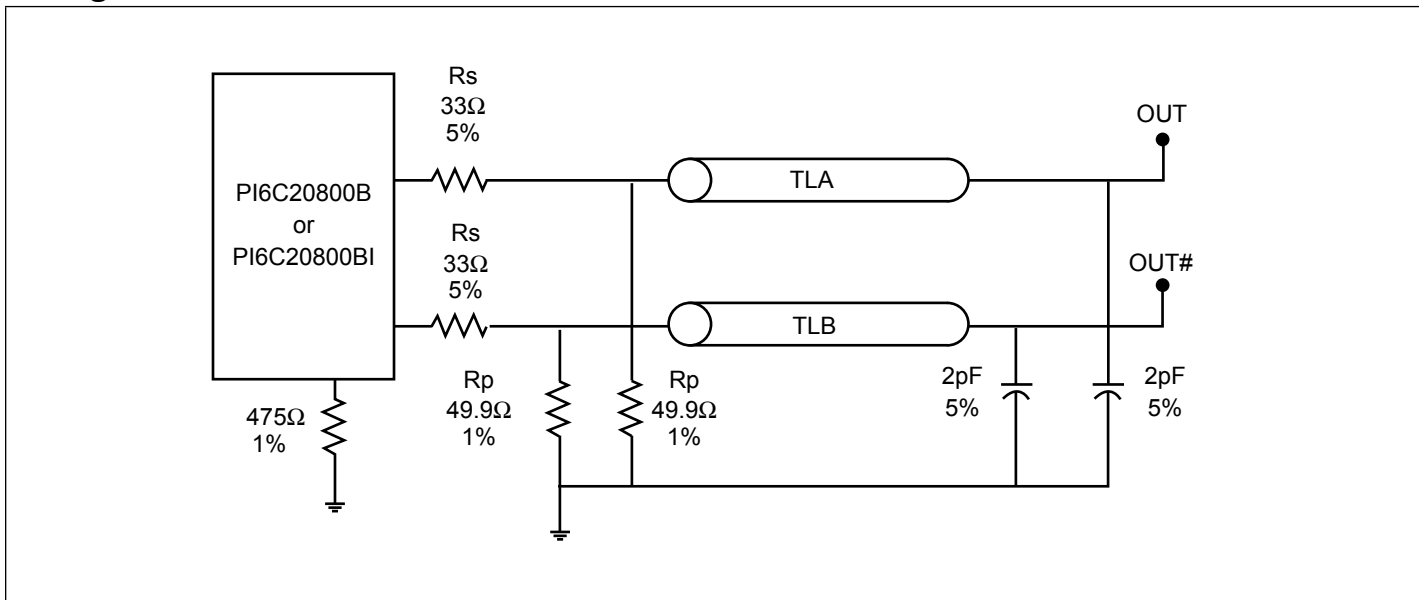 Rs
33Ω
5%
PI6C20800B
or
PI6C20800BI
TLA
OUT
Rs
33Ω
5%
TLB
OUT#
475Ω
1%
Rp
49.9Ω
1%
Rp
49.9Ω
1%
2pF
5%
2pF
5%